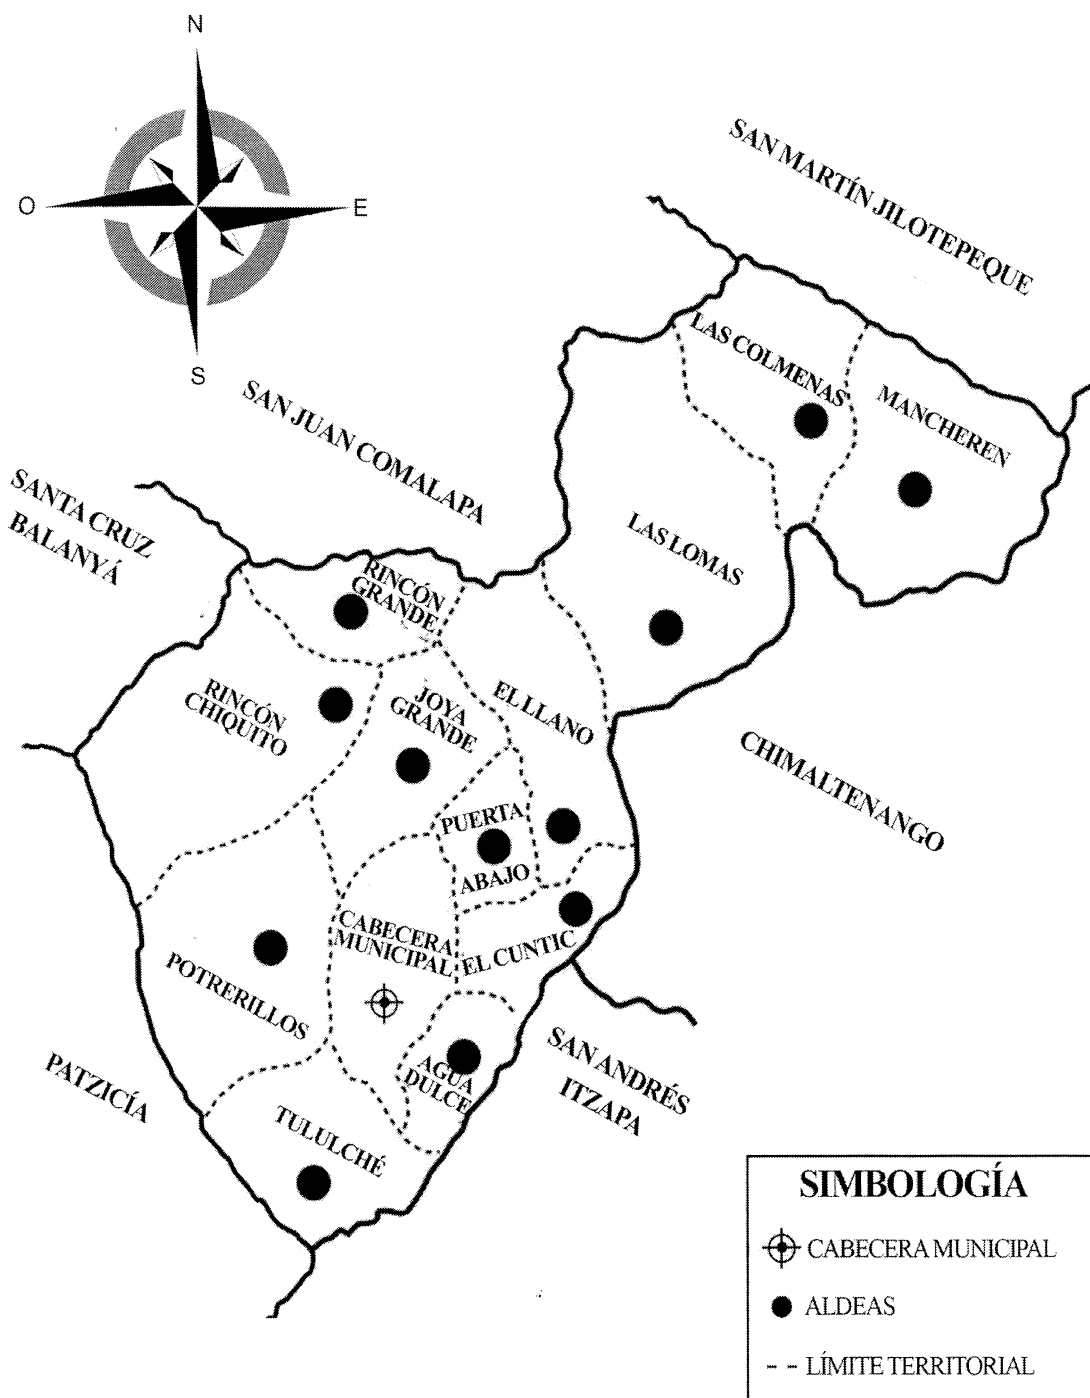 N
O
E
S
SAN MARTÍN JILOTEPEQUE
LAS COLMENAS
MANCHEREN
SAN JUAN COMALAPA
SANTA CRUZ
BALANYÁ
LAS LOMAS
RINCÓN
GRANDE
RINCÓN
CHIQUITO
JOYA
GRANDE
EL LLANO
CHIMALTENANGO
PUERTA
ABAJO
CABECERA
MUNICIPAL
EL CUNTIC
POTRERILLOS
SAN ANDRÉS
ITZAPA
AGUA
DULCE
PATZICÍA
TULULCHÉ
SIMBOLOGÍA
CABECERA MUNICIPAL
ALDEAS
LÍMITE TERRITORIAL